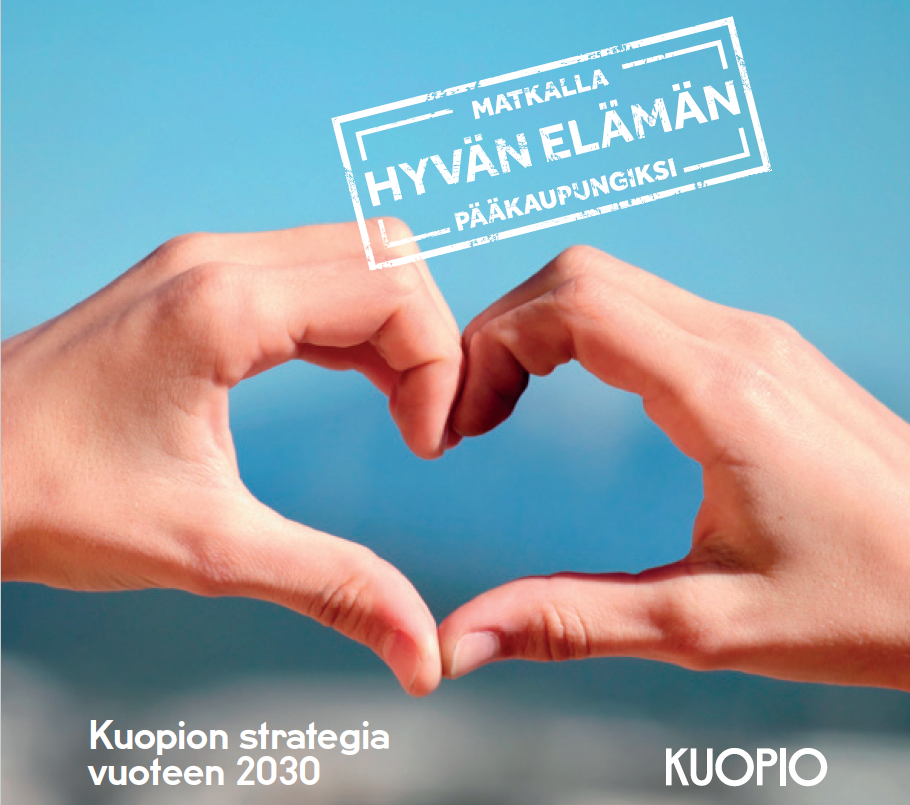 MATKALLA
HYVÄN ELÄMÄN
PÄÄKAUPUNGIKSI
Kuopion strategia
vuoteen 2030
KUOPIO